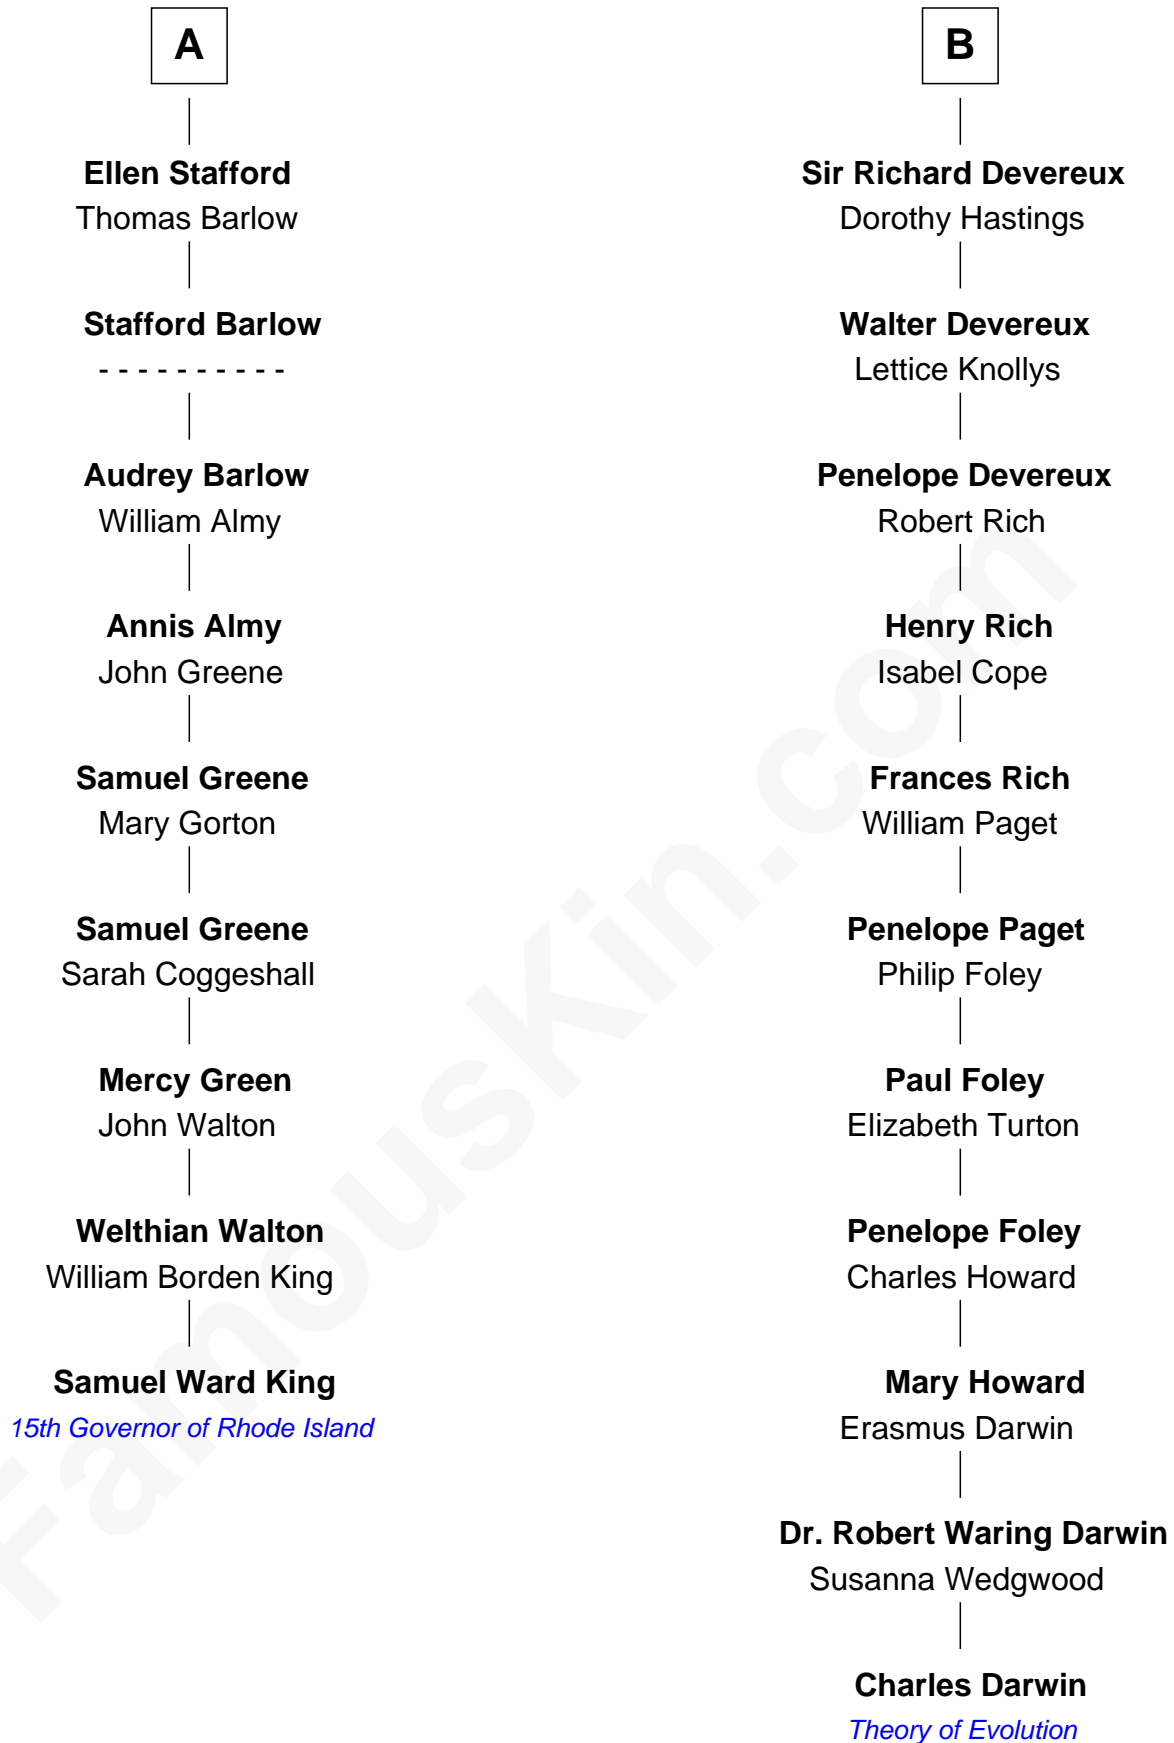 A
Ellen Stafford
Thomas Barlow
Stafford Barlow
- - - - - - - - - -
Audrey Barlow
William Almy
Annis Almy
John Greene
Samuel Greene
Mary Gorton
Samuel Greene
Sarah Coggeshall
Mercy Green
John Walton
Welthian Walton
William Borden King
Samuel Ward King
15th Governor of Rhode Island
B
Sir Richard Devereux
Dorothy Hastings
Walter Devereux
Lettice Knollys
Penelope Devereux
Robert Rich
Henry Rich
Isabel Cope
Frances Rich
William Paget
Penelope Paget
Philip Foley
Paul Foley
Elizabeth Turton
Penelope Foley
Charles Howard
Mary Howard
Erasmus Darwin
Dr. Robert Waring Darwin
Susanna Wedgwood
Charles Darwin
Theory of Evolution
FamousKin.com